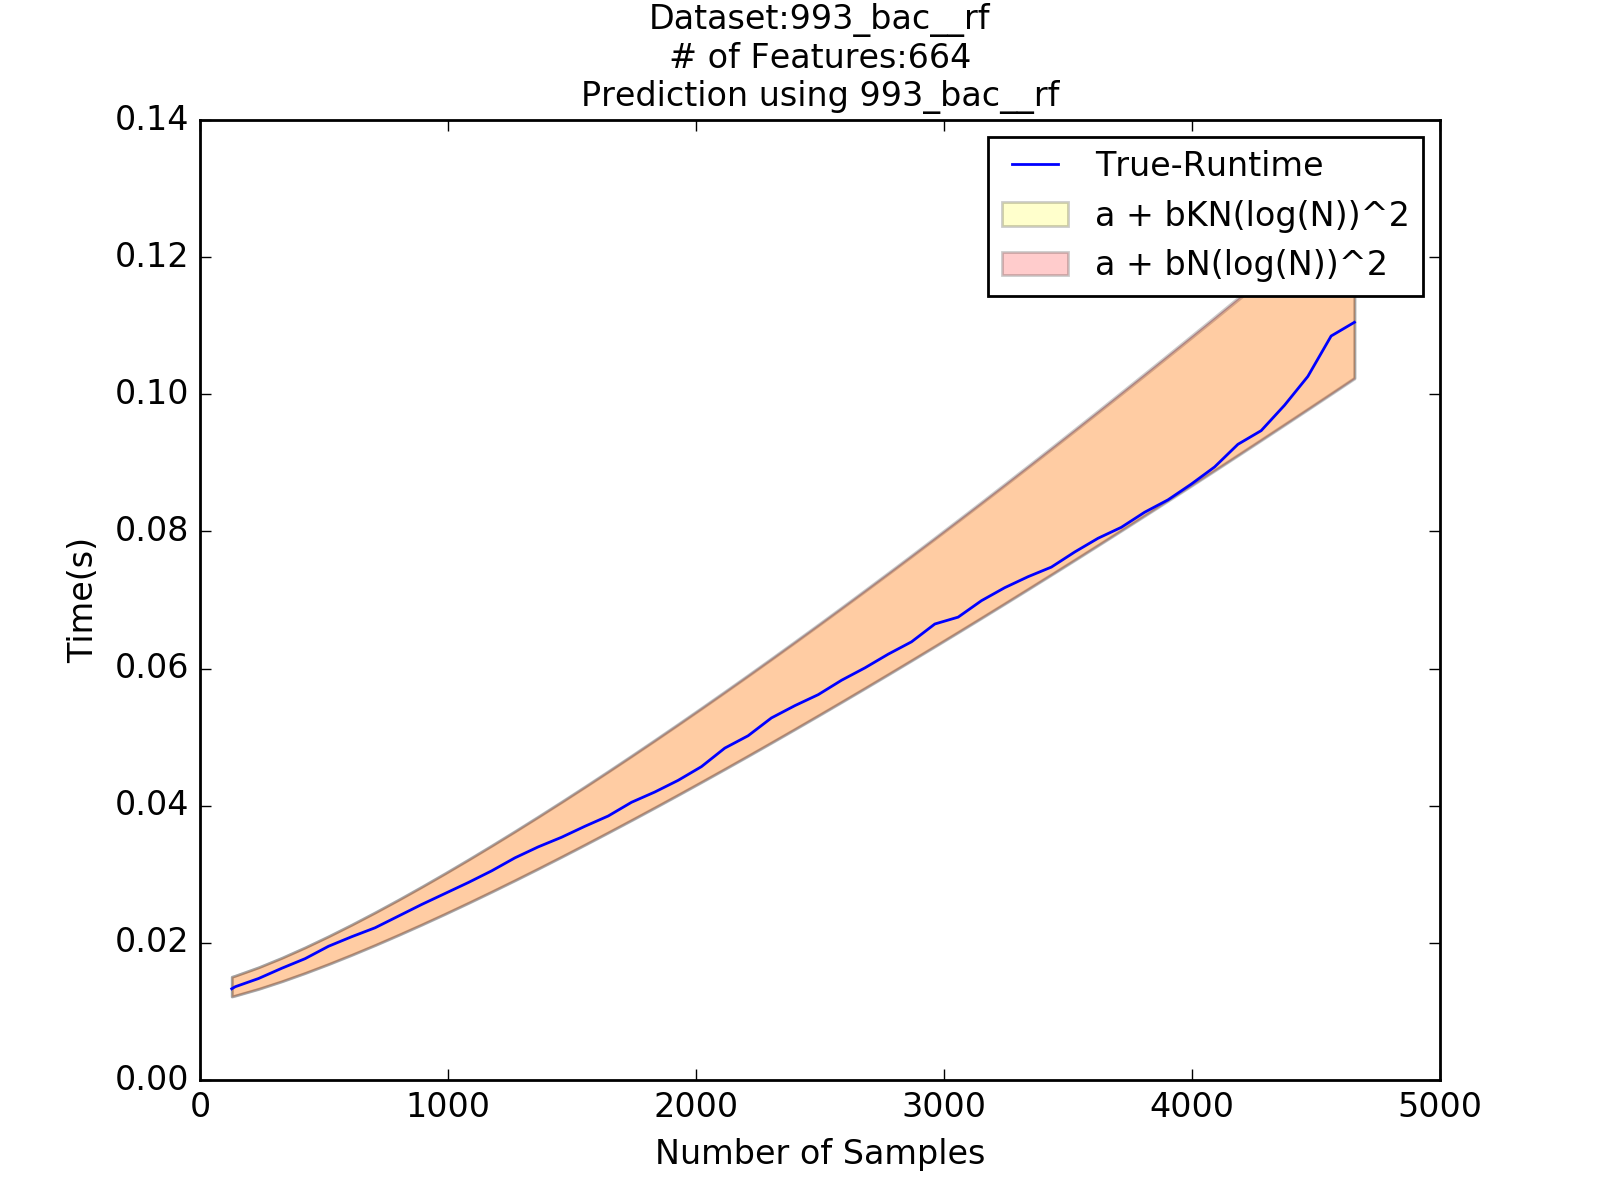 Dataset:993_bac__rf
# of Features:664
Prediction using 993_bac__rf
0.14
0.12
0.10
0.08
0.06
0.04
0.02
0.00
Time(s)
True-Runtime
a + bKN(log(N))^2
a + bN(log(N))^2
0 1000 2000 3000 4000 5000
Number of Samples